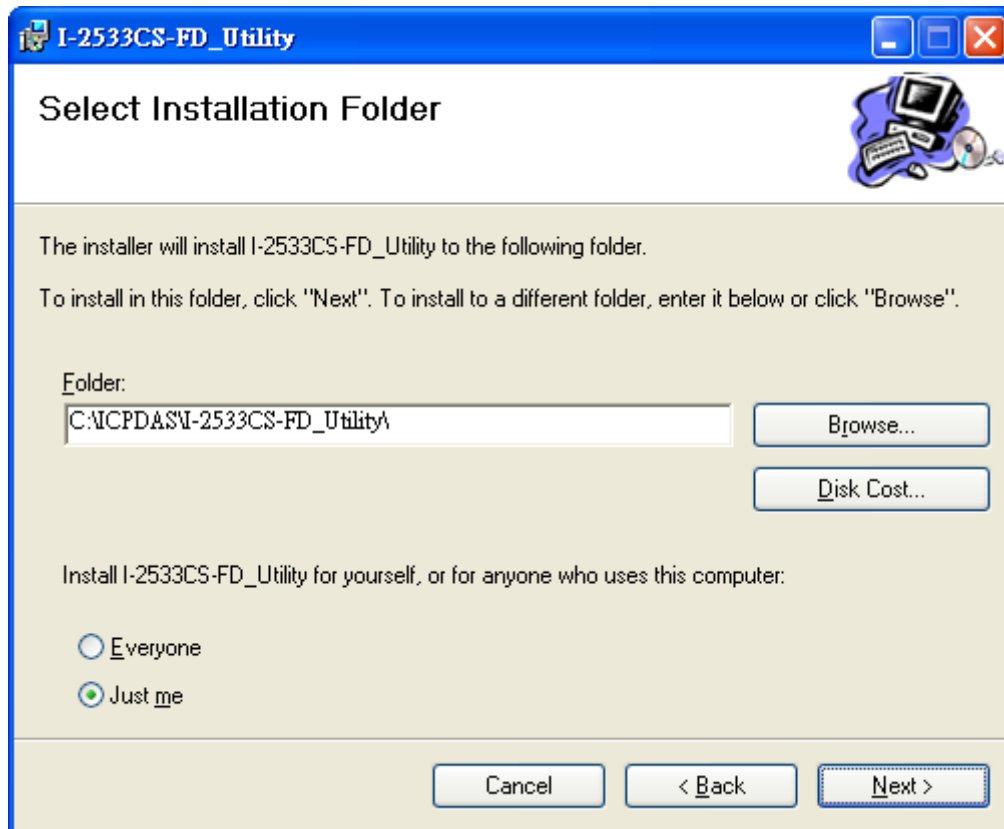 I-2533CS-FD_Utility
Select Installation Folder
The installer will install I-2533CS-FD_Utility to the following folder.
To install in this folder, click "Next". To install to a different folder, enter it below or click "Browse".
Folder:
C:\ICPDAS\I-2533CS-FD_Utility\
Browse...
Disk Cost...
Install I-2533CS-FD_Utility for yourself, or for anyone who uses this computer:
Everyone
Just me
Cancel
< Back
Next >